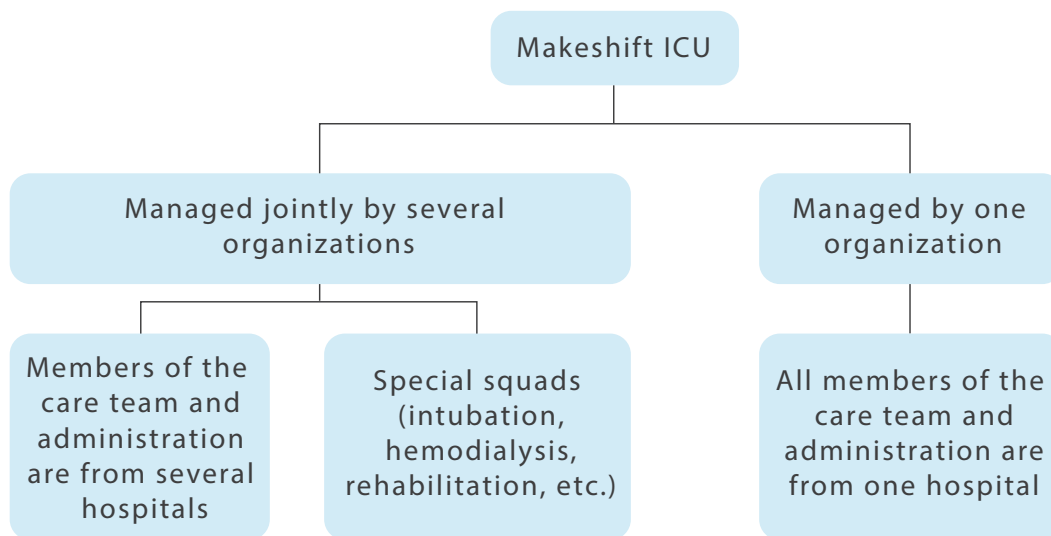 Makeshift ICU
Managed jointly by several
organizations
Managed by one
organization
Members of the
care team and
administration
are from several
hospitals
Special squads
(intubation,
hemodialysis,
rehabilitation, etc.)
All members of the
care team and
administration are
from one hospital